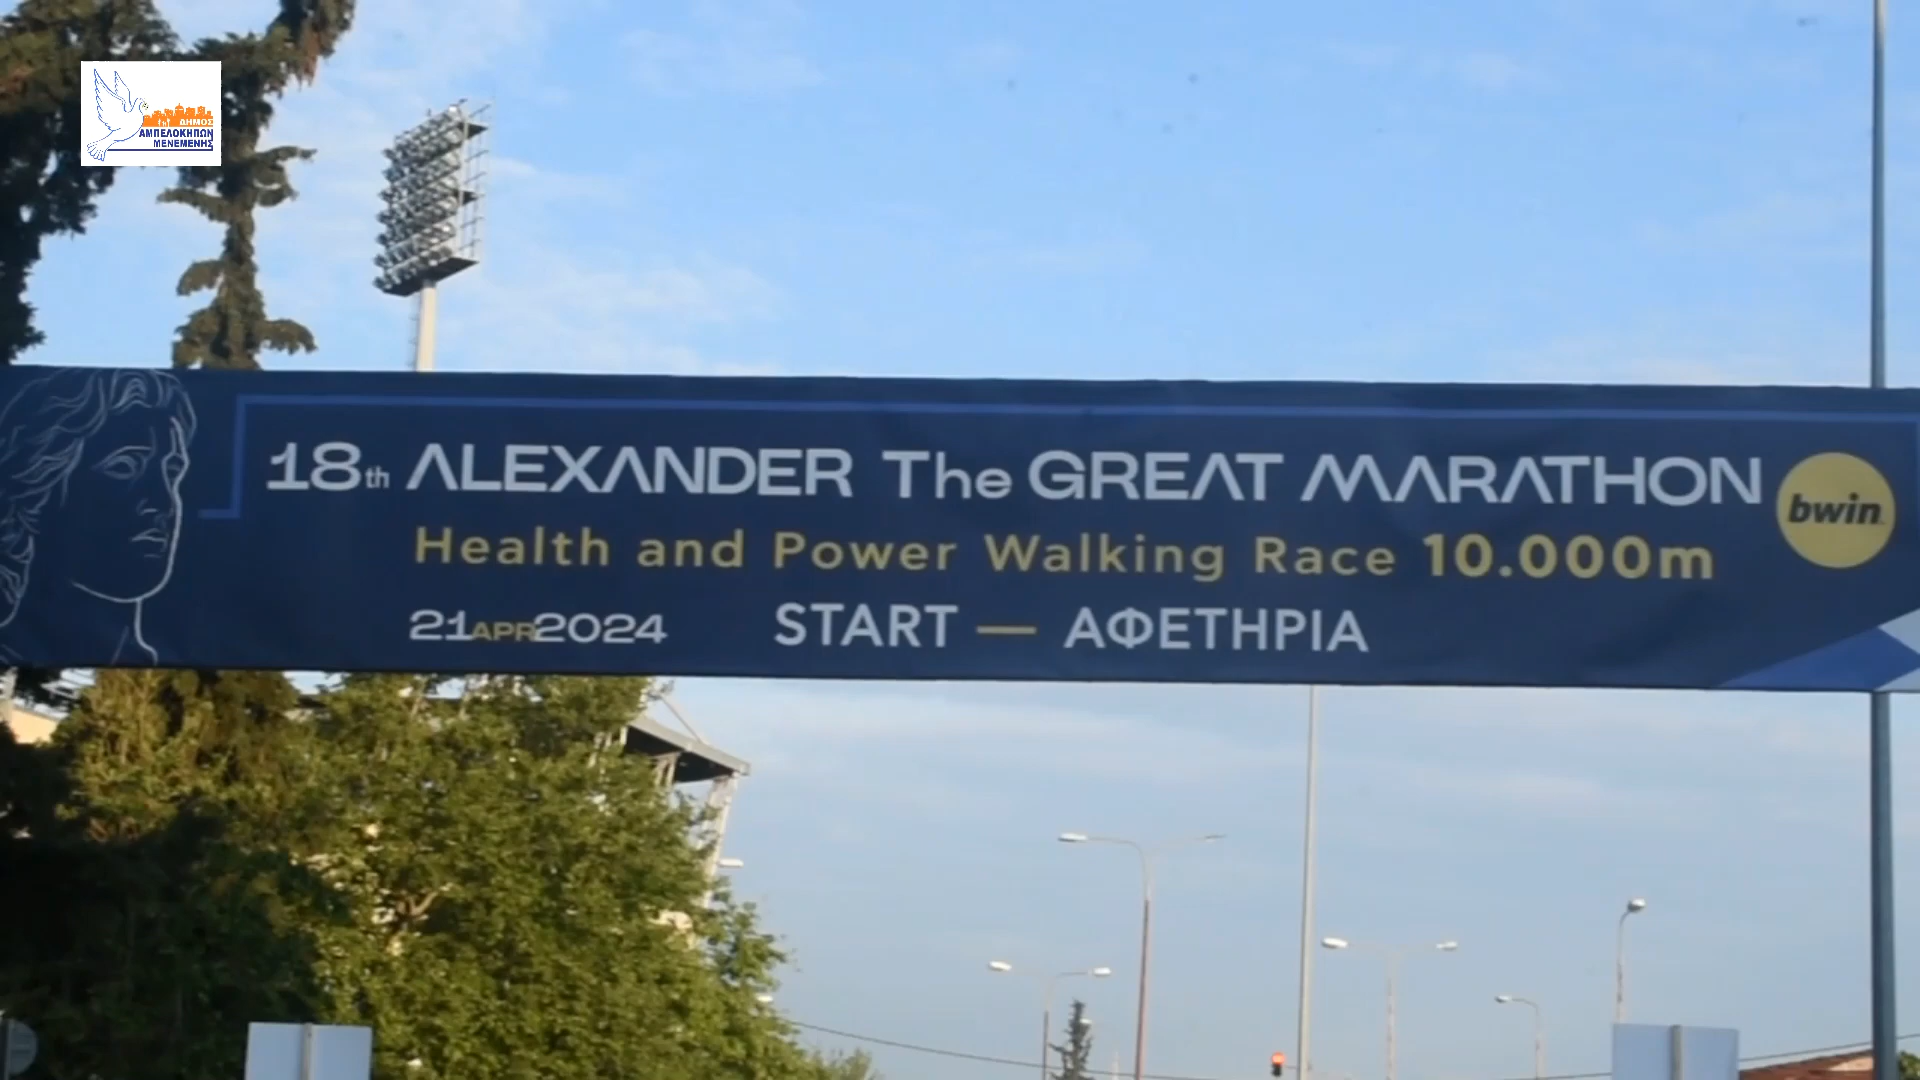 ΔΗΜΟΣ
ΑΜΠΕΛΟΚΗΠΩΝ
ΜΕΝΕΜΕΝΗΣ
18th ALEXANDER The GREAT MARATHON
bwin
Health and Power Walking Race 10.000m
21APR2024 START — ΑΦΕΤΗΡΙΑ